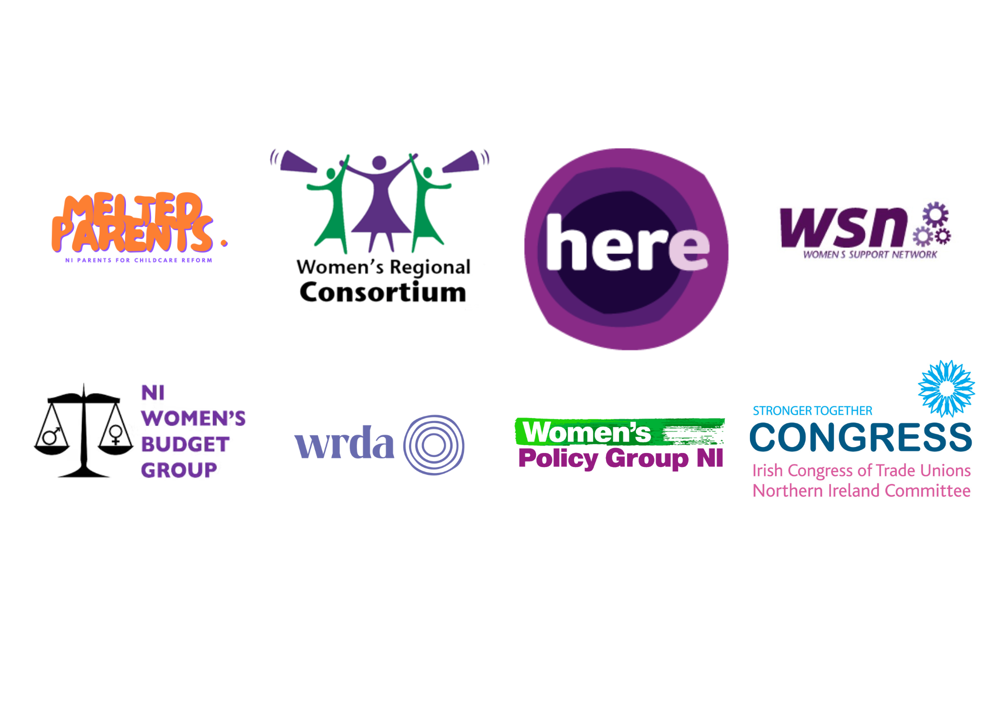 MELTED
PARENTS.
NI PARENTS FOR CHILDCARE REFORM
Women's Regional
Consortium
here
wsn
WOMEN S SUPPORT NETWORK
NI
WOMEN'S
BUDGET
GROUP
wrda
Women's
Policy Group NI
STRONGER TOGETHER
CONGRESS
Irish Congress of Trade Unions
Northern Ireland Committee